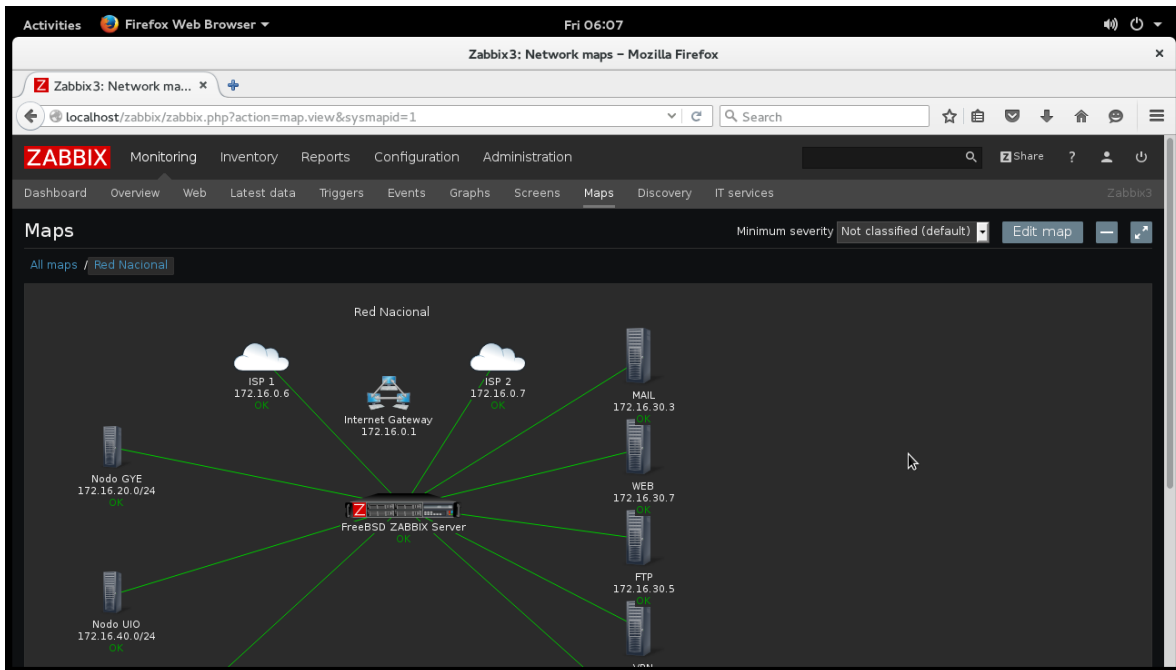 Activities Firefox Web Browser Fri 06:07
Zabbix3: Network maps – Mozilla Firefox
Z Zabbix3: Network ma...
localhost/zabbix/zabbix.php?action=map.view&sysmapid=1 Search
ZABBIX Monitoring Inventory Reports Configuration Administration Z Share ?
Dashboard Overview Web Latest data Triggers Events Graphs Screens Maps Discovery IT services Zabbix3
Maps Minimum severity Not classified (default) Edit map
All maps / Red Nacional
Red Nacional
ISP 1
172.16.0.6
OK
Internet Gateway
172.16.0.1
ISP 2
172.16.0.7
OK
MAIL
172.16.30.3
OK
Nodo GYE
172.16.20.0/24
OK
WEB
172.16.30.7
OK
Z
FreeBSD ZABBIX Server
OK
FTP
172.16.30.5
OK
Nodo UIO
172.16.40.0/24
OK
VPN